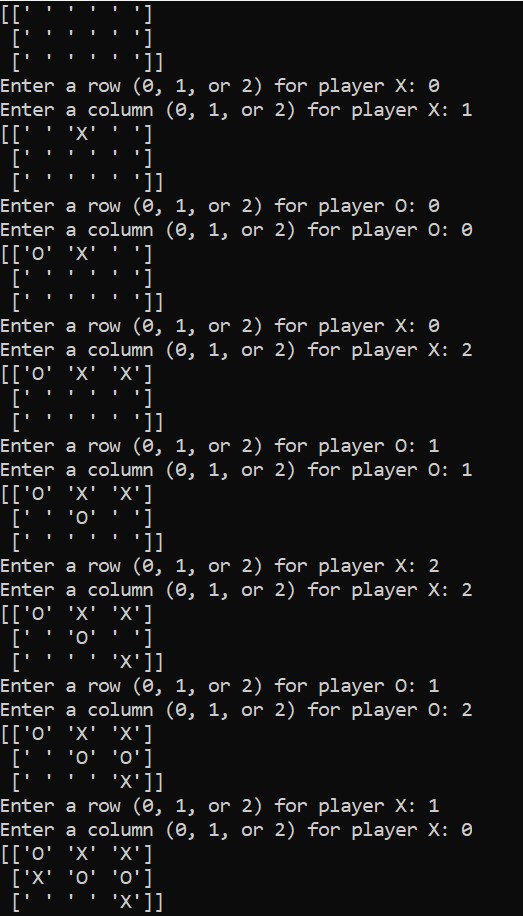 [[' ' ' ' ' ']
 [' ' ' ' ' ']
 [' ' ' ' ' ']]
Enter a row (0, 1, or 2) for player X: 0
Enter a column (0, 1, or 2) for player X: 1
[[' ' 'X' ' ']
 [' ' ' ' ' ']
 [' ' ' ' ' ']]
Enter a row (0, 1, or 2) for player O: 0
Enter a column (0, 1, or 2) for player O: 0
[['O' 'X' ' ']
 [' ' ' ' ' ']
 [' ' ' ' ' ']]
Enter a row (0, 1, or 2) for player X: 0
Enter a column (0, 1, or 2) for player X: 2
[['O' 'X' 'X']
 [' ' ' ' ' ']
 [' ' ' ' ' ']]
Enter a row (0, 1, or 2) for player O: 1
Enter a column (0, 1, or 2) for player O: 1
[['O' 'X' 'X']
 [' ' 'O' ' ']
 [' ' ' ' ' ']]
Enter a row (0, 1, or 2) for player X: 2
Enter a column (0, 1, or 2) for player X: 2
[['O' 'X' 'X']
 [' ' 'O' ' ']
 [' ' ' ' 'X']]
Enter a row (0, 1, or 2) for player O: 1
Enter a column (0, 1, or 2) for player O: 2
[['O' 'X' 'X']
 [' ' 'O' 'O']
 [' ' ' ' 'X']]
Enter a row (0, 1, or 2) for player X: 1
Enter a column (0, 1, or 2) for player X: 0
[['O' 'X' 'X']
 ['X' 'O' 'O']
 [' ' ' ' 'X']]